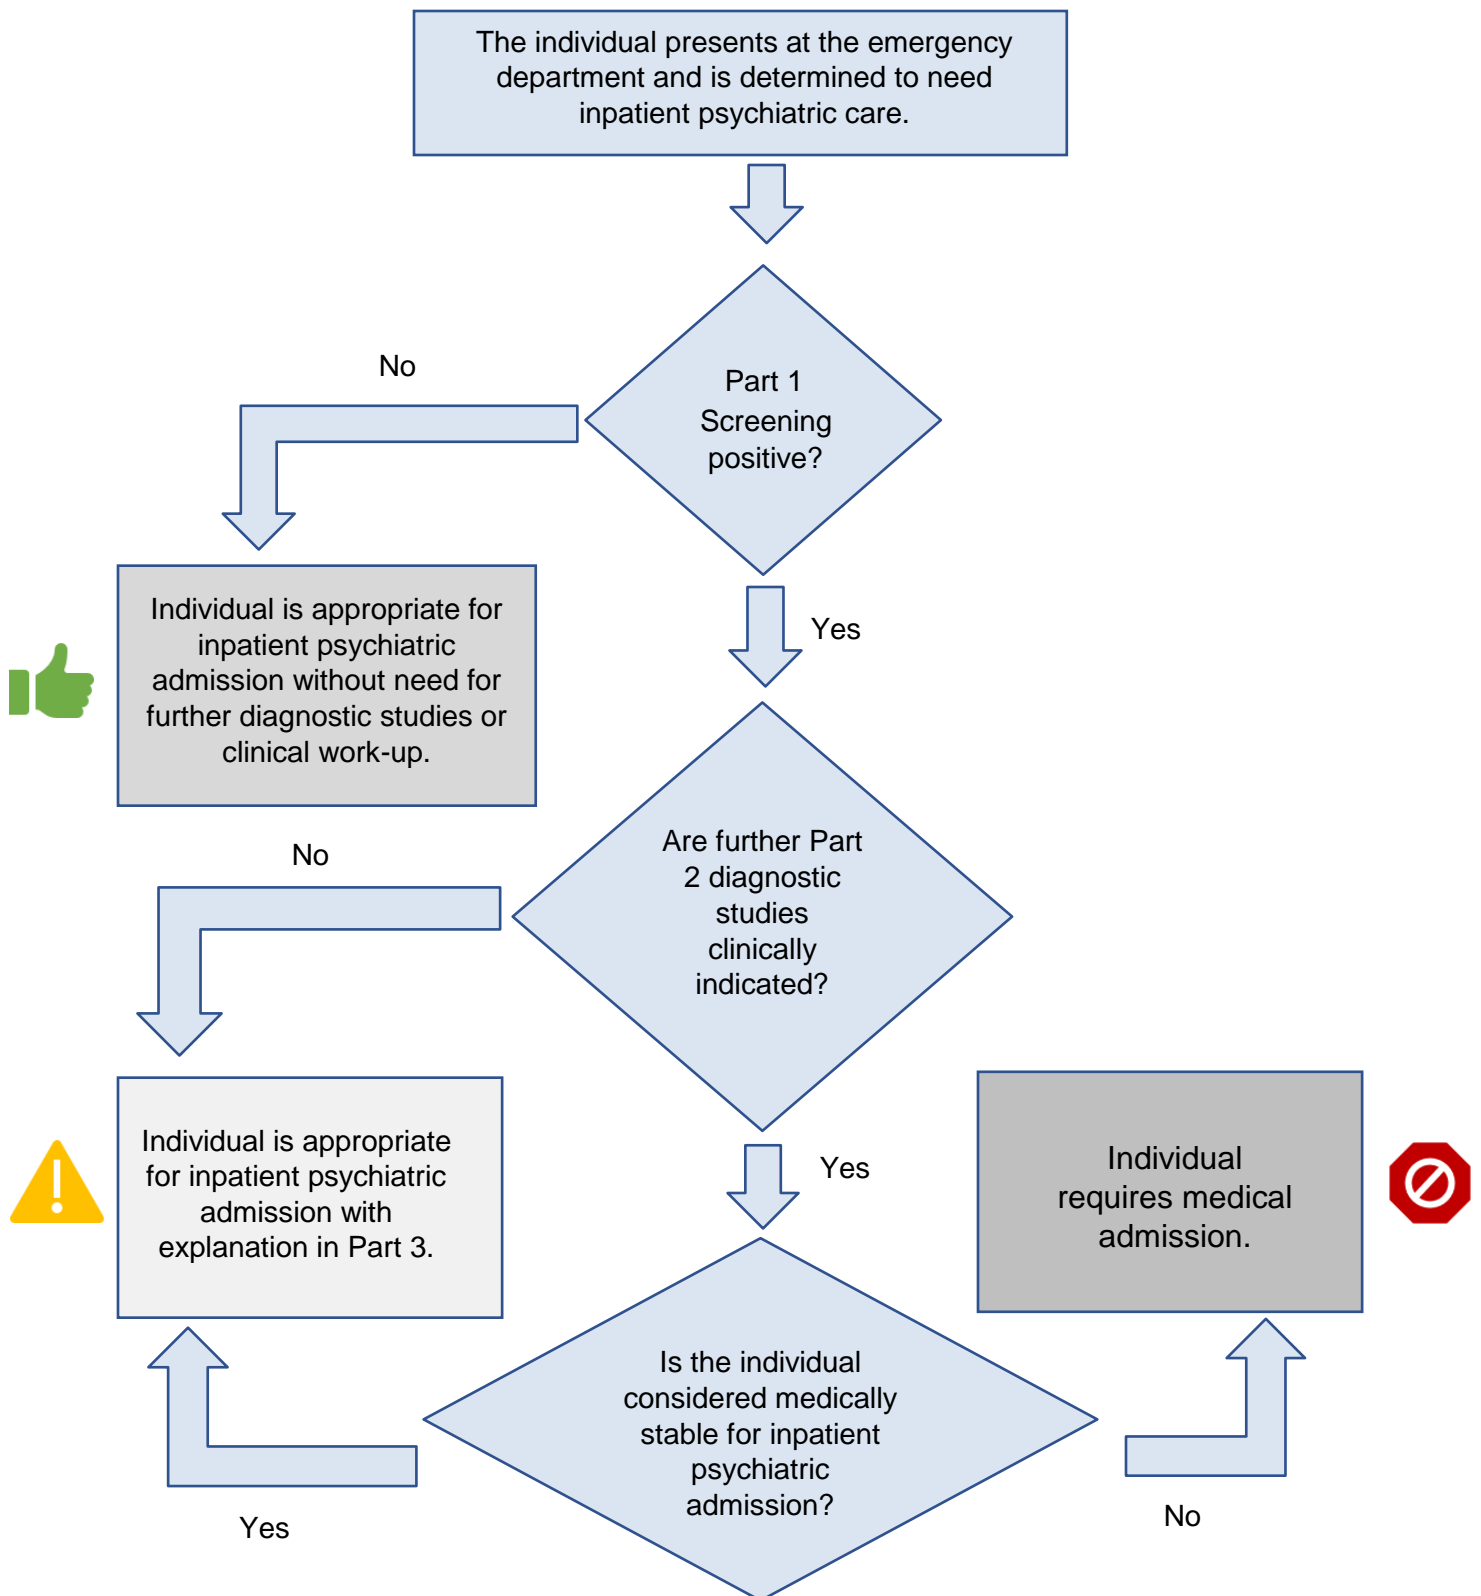 The individual presents at the emergency
department and is determined to need
inpatient psychiatric care.
No
Part 1
Screening
positive?
Yes
Individual is appropriate for
inpatient psychiatric
admission without need for
further diagnostic studies or
clinical work-up.
No
Are further Part
2 diagnostic
studies
clinically
indicated?
Yes
Individual is appropriate
for inpatient psychiatric
admission with
explanation in Part 3.
Individual
requires medical
admission.
Is the individual
considered medically
stable for inpatient
psychiatric
admission?
Yes
No